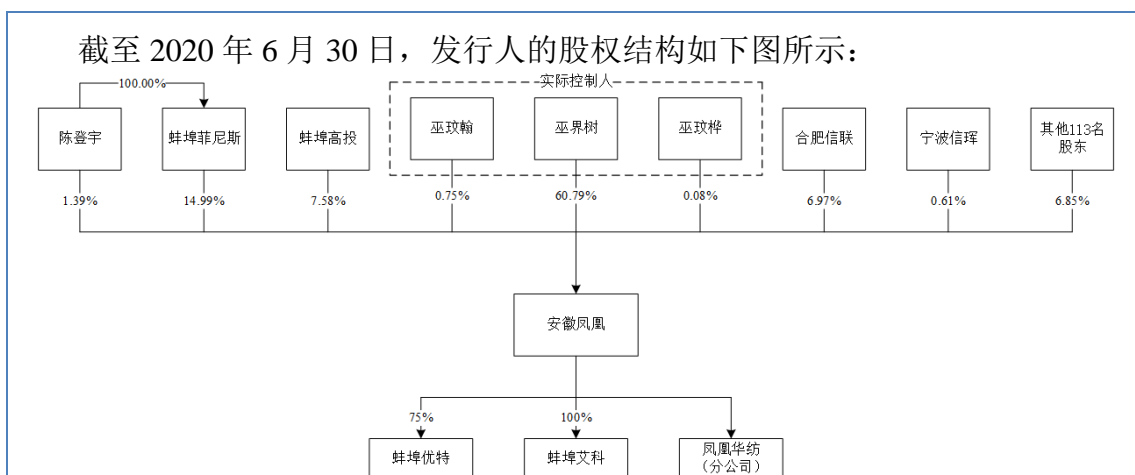 截至 2020 年 6 月 30 日，发行人的股权结构如下图所示：
实际控制人
100.00%
陈登宇
蚌埠菲尼斯
蚌埠高投
巫玟翰
巫界树
巫玟桦
合肥信联
宁波信珲
其他113名
股东
1.39%
14.99%
7.58%
0.75%
60.79%
0.08%
6.97%
0.61%
6.85%
安徽凤凰
75%
100%
蚌埠优特
蚌埠艾科
凤凰华纺
（分公司）